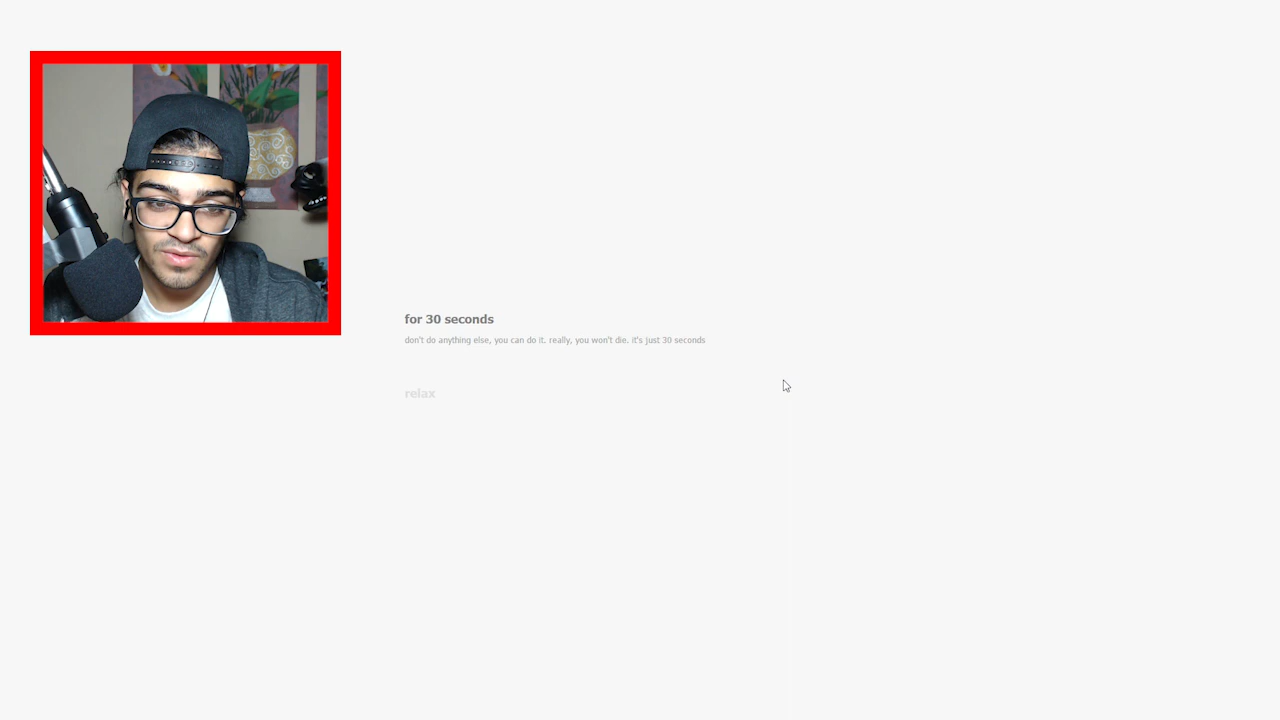 for 30 seconds
don't do anything else, you can do it. really, you won't die. it's just 30 seconds
relax